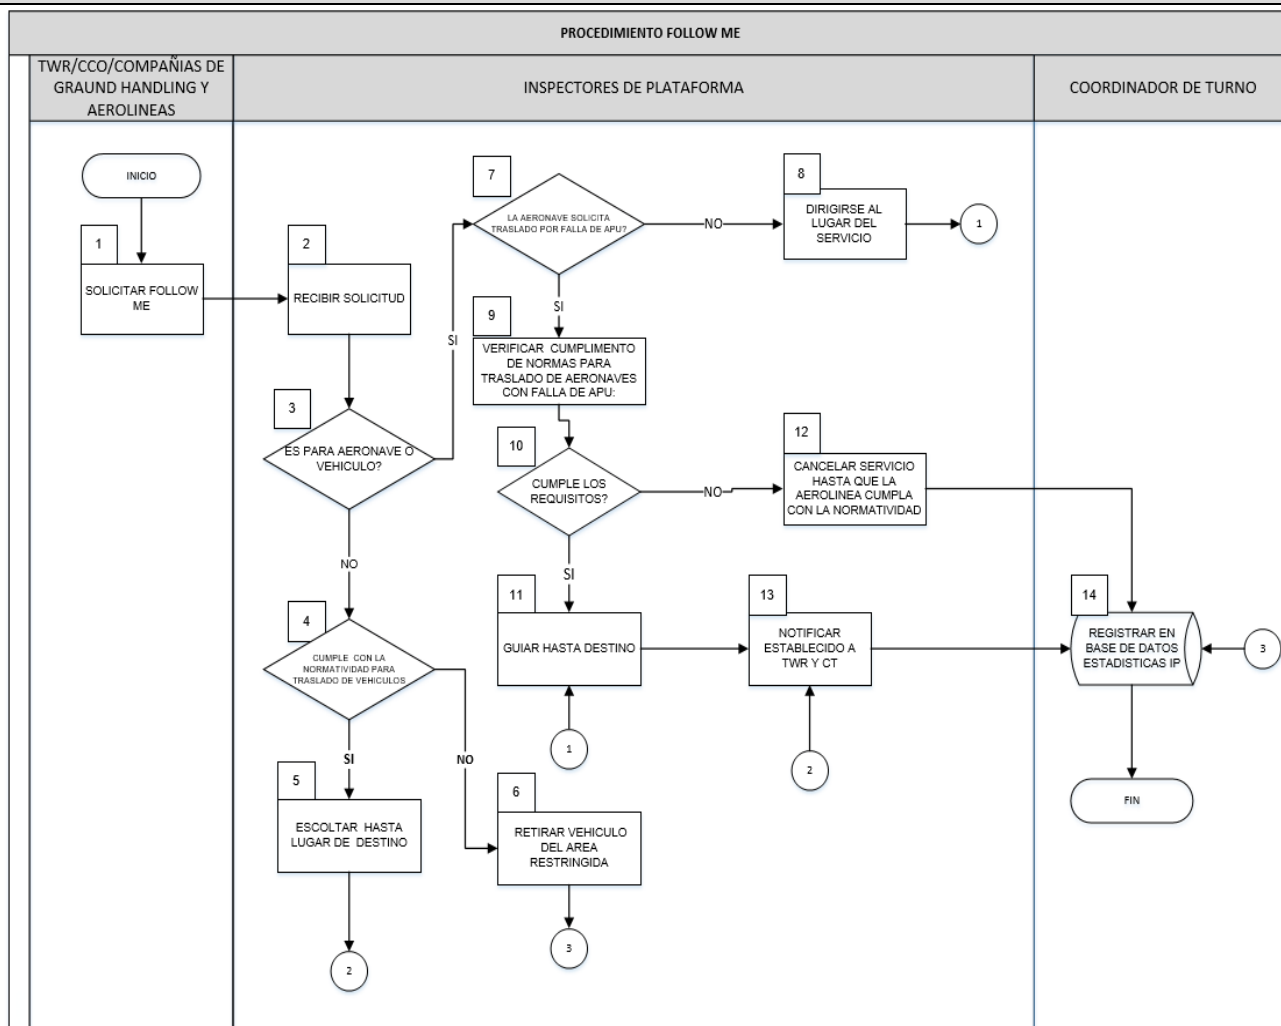 PROCEDIMIENTO FOLLOW ME
TWR/CCO/COMPAÑIAS DE
GRAUND HANDLING Y
AEROLINEAS
INSPECTORES DE PLATAFORMA
COORDINADOR DE TURNO
INICIO
1
SOLICITAR FOLLOW
ME
2
RECIBIR SOLICITUD
3
ES PARA AERONAVE O
VEHICULO?
SI
NO
4
CUMPLE CON LA
NORMATIVIDAD PARA
TRASLADO DE VEHICULOS
SI
NO
5
ESCOLTAR HASTA
LUGAR DE DESTINO
2
6
RETIRAR VEHICULO
DEL AREA
RESTRINGIDA
3
7
LA AERONAVE SOLICITA
TRASLADO POR FALLA DE APU?
NO
SI
8
DIRIGIRSE AL
LUGAR DEL
SERVICIO
1
9
VERIFICAR CUMPLIMENTO
DE NORMAS PARA
TRASLADO DE AERONAVES
CON FALLA DE APU:
10
CUMPLE LOS
REQUISITOS?
NO
SI
12
CANCELAR SERVICIO
HASTA QUE LA
AEROLINEA CUMPLA
CON LA NORMATIVIDAD
11
GUIAR HASTA DESTINO
1
13
NOTIFICAR
ESTABLECIDO A
TWR Y CT
2
14
REGISTRAR EN
BASE DE DATOS
ESTADISTICAS IP
3
FIN